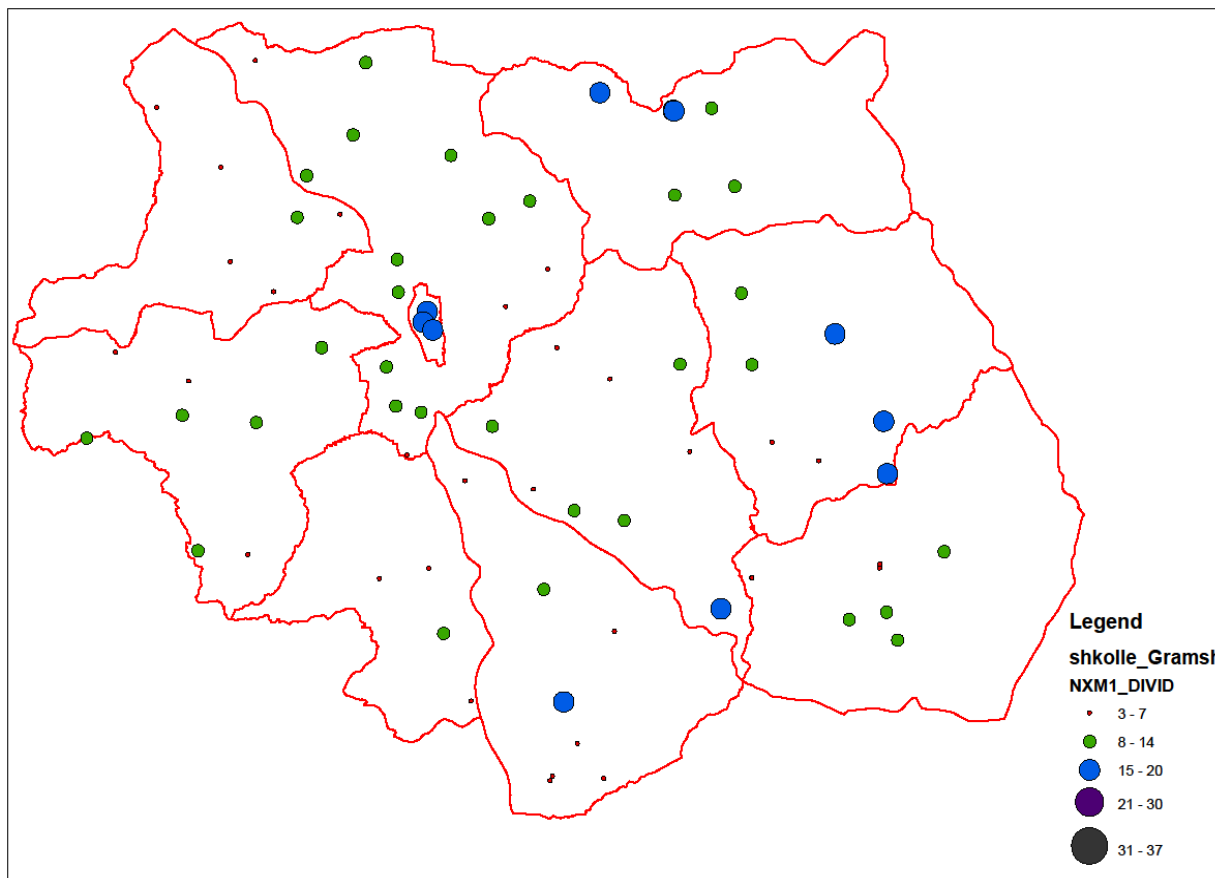 Legend
shkolle_Gramsh
NXM1_DIVID
3 - 7
8 - 14
15 - 20
21 - 30
31 - 37